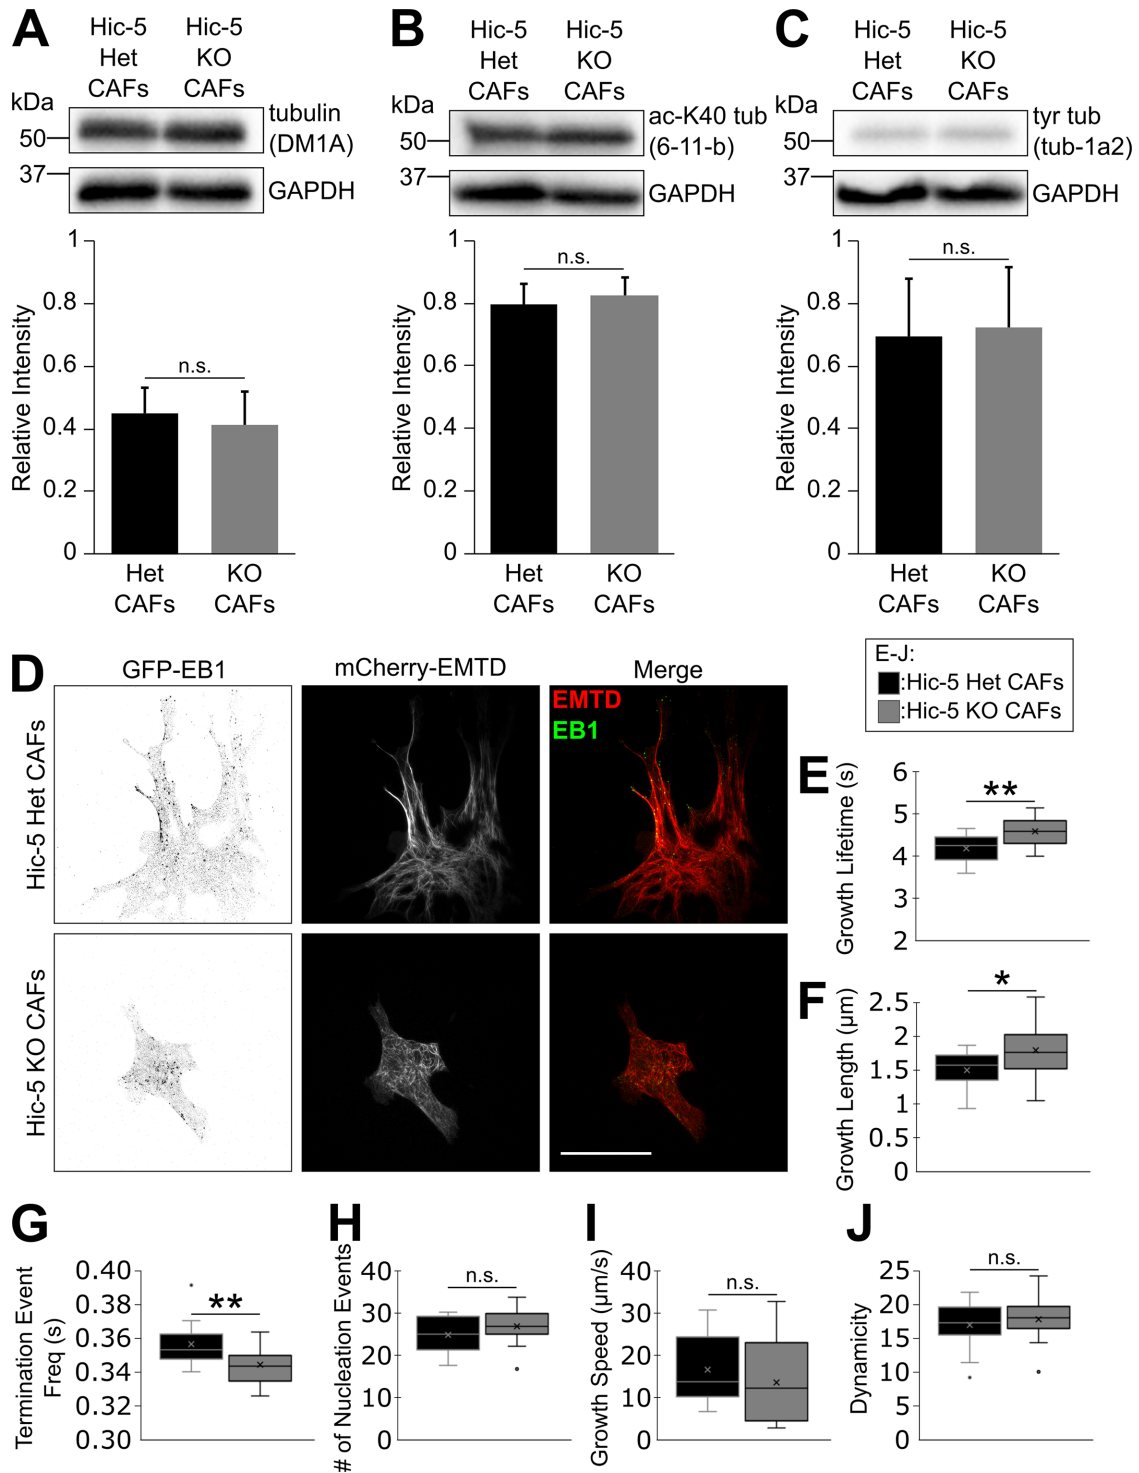 A
Hic-5 Hic-5
Het KO
CAFs CAFs
kDa
tubulin
50
(DM1A)
37
GAPDH
1
0.8
0.6
0.4
0.2
0
Relative Intensity
n.s.
Het KO
CAFs CAFs
B
Hic-5 Hic-5
Het KO
CAFs CAFs
kDa
ac-K40 tub
50
(6-11-b)
37
GAPDH
1
0.8
0.6
0.4
0.2
0
Relative Intensity
n.s.
Het KO
CAFs CAFs
C
Hic-5 Hic-5
Het KO
CAFs CAFs
kDa
tyr tub
50
(tub-1a2)
37
GAPDH
1
0.8
0.6
0.4
0.2
0
Relative Intensity
n.s.
Het KO
CAFs CAFs
D
GFP-EB1 mCherry-EMTD Merge
EMTD
EB1
Hic-5 Het CAFs
Hic-5 KO CAFs
E-J:
:Hic-5 Het CAFs
:Hic-5 KO CAFs
E
Growth Lifetime (s)
6
5
4
3
2
**
F
Growth Length (µm)
2.5
2
1.5
1
0.5
0
*
G
Termination Event
Freq (s)
0.40
0.38
0.36
0.34
0.32
0.30
**
H
# of Nucleation Events
40
30
20
10
0
n.s.
I
Growth Speed (µm/s)
40
30
20
10
0
n.s.
J
Dynamicity
25
20
15
10
5
0
n.s.